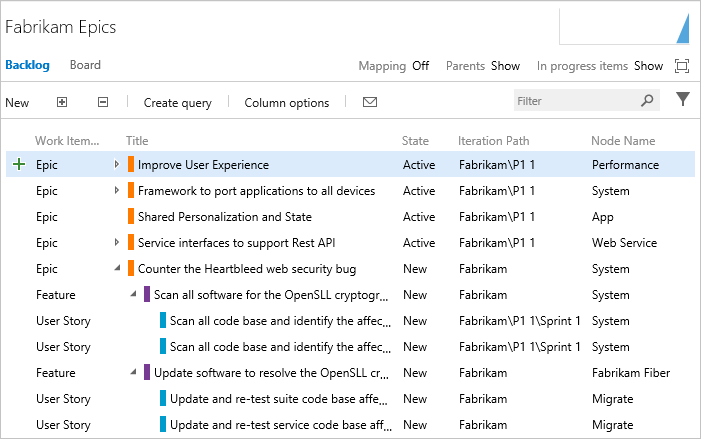 Fabrikam Epics
Backlog Board Mapping Off Parents Show In progress items Show
New Create query Column options Filter
Work Item... Title State Iteration Path Node Name
Epic Improve User Experience Active Fabrikam\P1 1 Performance
Epic Framework to port applications to all devices Active Fabrikam\P1 1 System
Epic Shared Personalization and State Active Fabrikam\P1 1 App
Epic Service interfaces to support Rest API Active Fabrikam\P1 1 Web Service
Epic Counter the Heartbleed web security bug New Fabrikam System
Feature Scan all software for the OpenSLL cryptogr... New Fabrikam System
User Story Scan all code base and identify the affec... New Fabrikam\P1 1\Sprint 1 System
User Story Scan all code base and identify the affec... New Fabrikam\P1 1\Sprint 1 System
Feature Update software to resolve the OpenSLL cr... New Fabrikam Fabrikam Fiber
User Story Update and re-test suite code base affe... New Fabrikam Migrate
User Story Update and re-test service code base aff... New Fabrikam Migrate